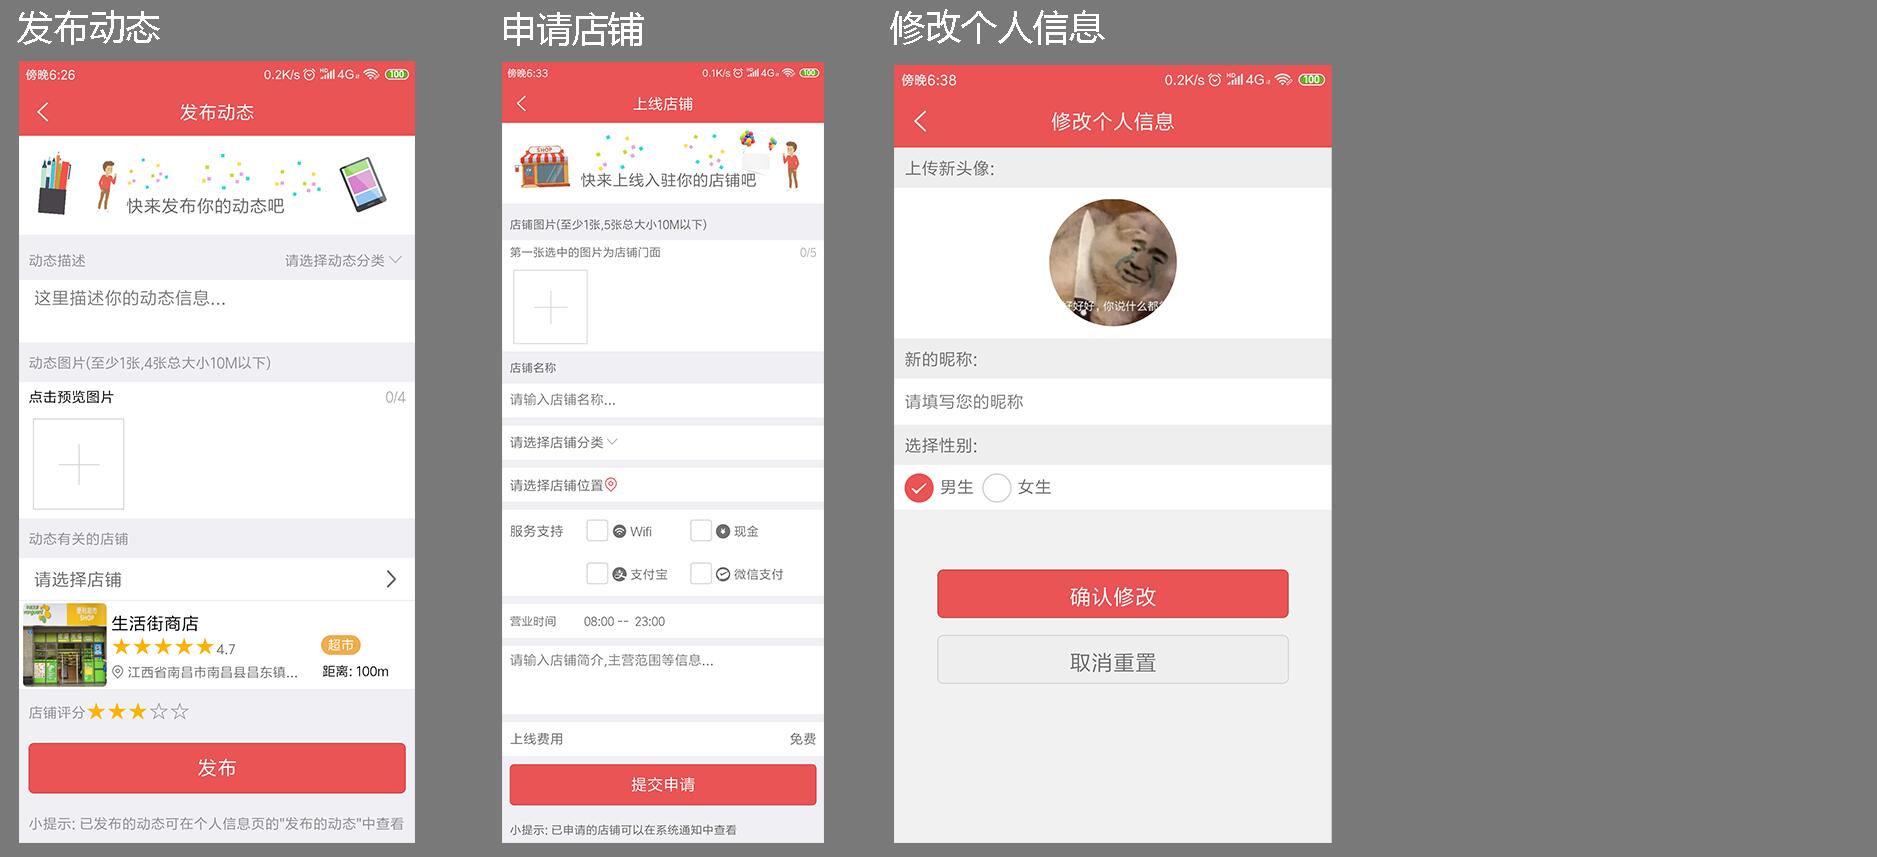 发布动态
傍晚6:26
0.2K/s
HD
4G
100
发布动态
快来发布你的动态吧
动态描述
请选择动态分类
这里描述你的动态信息...
动态图片(至少1张,4张总大小10M以下)
点击预览图片
0/4
动态有关的店铺
请选择店铺
SHOP
生活街商店
4.7
超市
江西省南昌市南昌县昌东镇...
距离: 100m
店铺评分
发布
小提示: 已发布的动态可在个人信息页的"发布的动态"中查看
申请店铺
傍晚6:33
0.1K/s
HD
4G
100
上线店铺
SHOP
快来上线入驻你的店铺吧
店铺图片(至少1张,5张总大小10M以下)
第一张选中的图片为店铺门面
0/5
店铺名称
请输入店铺名称...
请选择店铺分类
请选择店铺位置
服务支持
Wifi
现金
支付宝
微信支付
营业时间
08:00 -- 23:00
请输入店铺简介,主营范围等信息...
上线费用
免费
提交申请
小提示: 已申请的店铺可以在系统通知中查看
修改个人信息
傍晚6:38
0.2K/s
HD
4G
100
修改个人信息
上传新头像:
好好,你说什么都
新的昵称:
请填写您的昵称
选择性别:
男生
女生
确认修改
取消重置